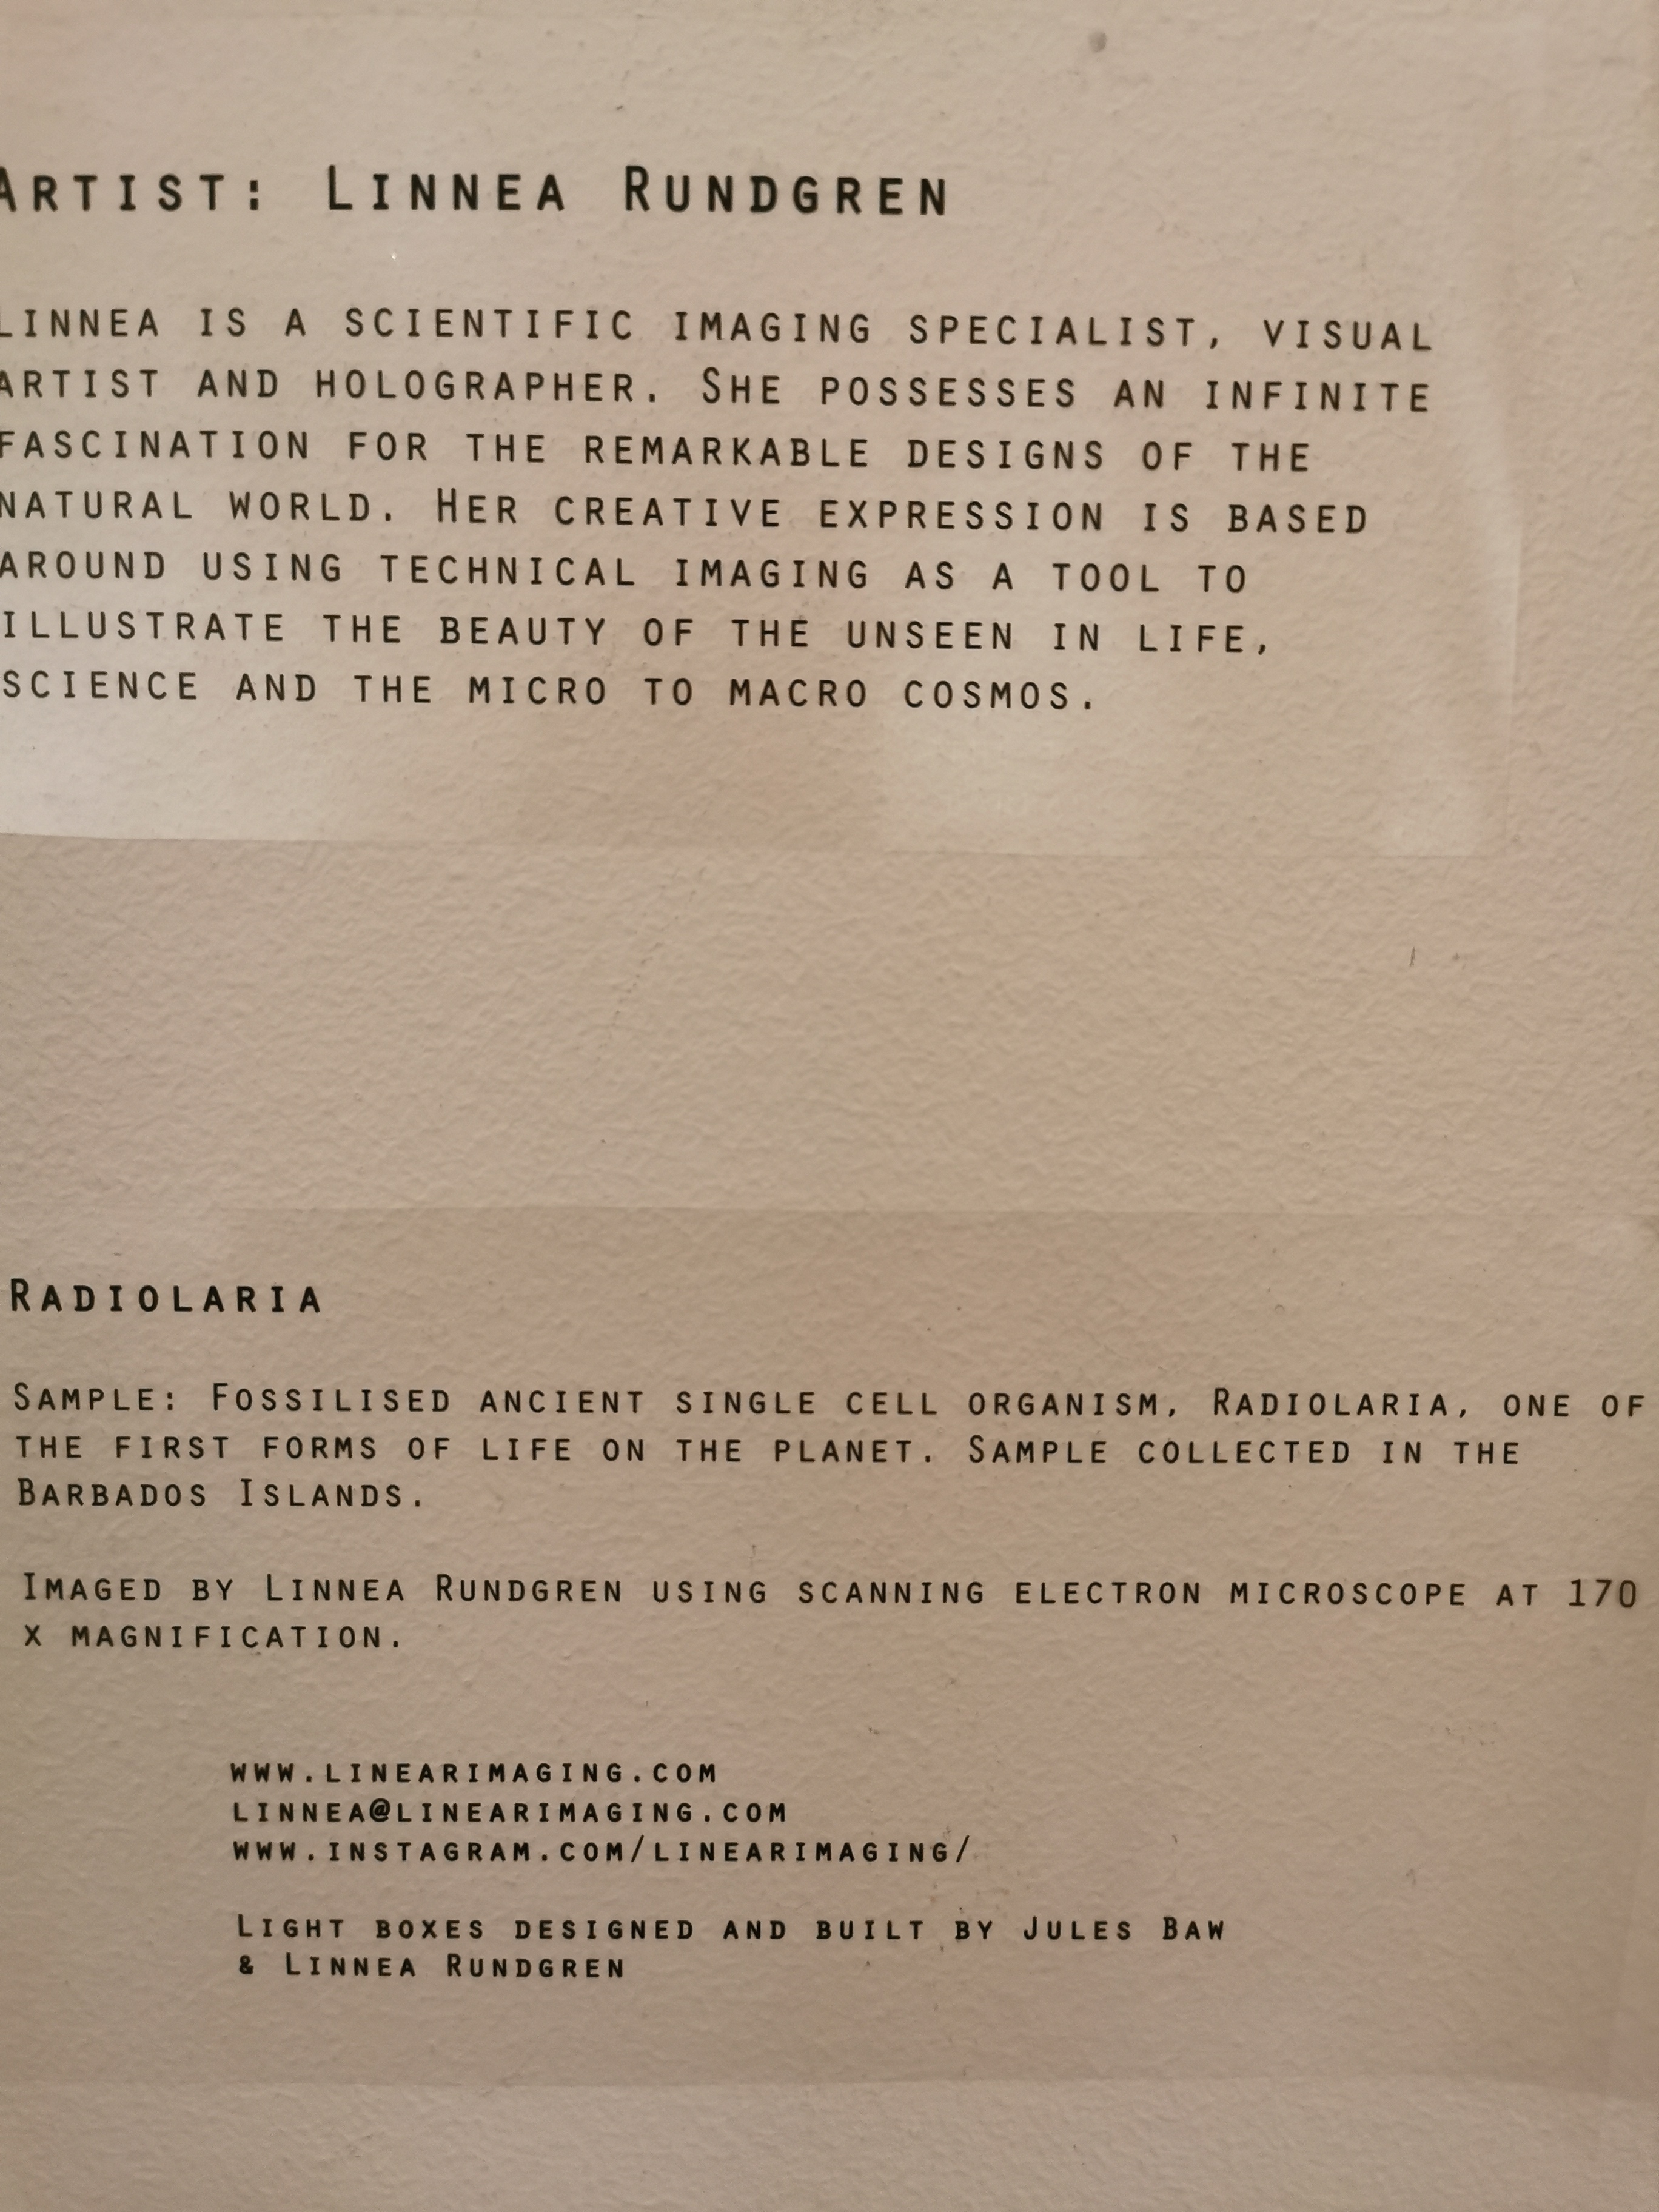 Artist: Linnea Rundgren
Linnea is a scientific imaging specialist, visual
artist and holographer. She possesses an infinite
fascination for the remarkable designs of the
natural world. Her creative expression is based
around using technical imaging as a tool to
illustrate the beauty of the unseen in life,
science and the micro to macro cosmos.
Radiolaria
Sample: Fossilised ancient single cell organism, Radiolaria, one of
the first forms of life on the planet. Sample collected in the
Barbados Islands.
Imaged by Linnea Rundgren using scanning electron microscope at 170
x magnification.
www.linearimaging.com
linnea@linearimaging.com
www.instagram.com/linearimaging/
Light boxes designed and built by Jules Baw
& Linnea Rundgren